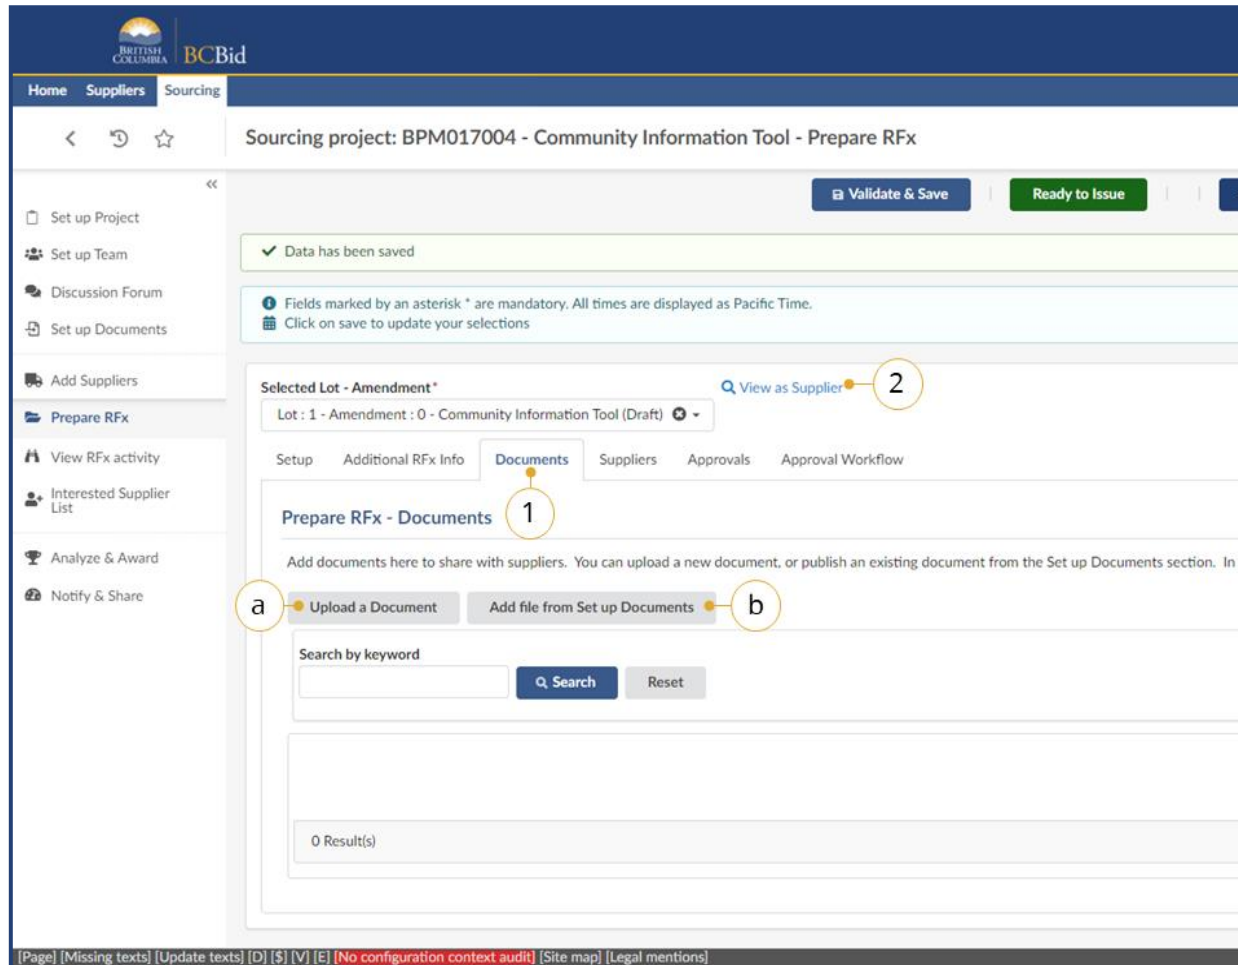 BRITISH
COLUMBIA
BCBid
Home Suppliers Sourcing
Sourcing project: BPM017004 - Community Information Tool - Prepare RFx
Validate & Save
Ready to Issue
Set up Project
Set up Team
Discussion Forum
Set up Documents
Add Suppliers
Prepare RFx
View RFx activity
Interested Supplier
List
Analyze & Award
Notify & Share
Data has been saved
Fields marked by an asterisk * are mandatory. All times are displayed as Pacific Time.
Click on save to update your selections
Selected Lot - Amendment*
View as Supplier
2
Lot : 1 - Amendment : 0 - Community Information Tool (Draft)
Setup Additional RFx Info Documents Suppliers Approvals Approval Workflow
1
Prepare RFx - Documents
Add documents here to share with suppliers. You can upload a new document, or publish an existing document from the Set up Documents section. In
a
Upload a Document
Add file from Set up Documents
b
Search by keyword
Search
Reset
0 Result(s)
[Page] [Missing texts] [Update texts] [D] [$] [V] [E] [No configuration context audit] [Site map] [Legal mentions]